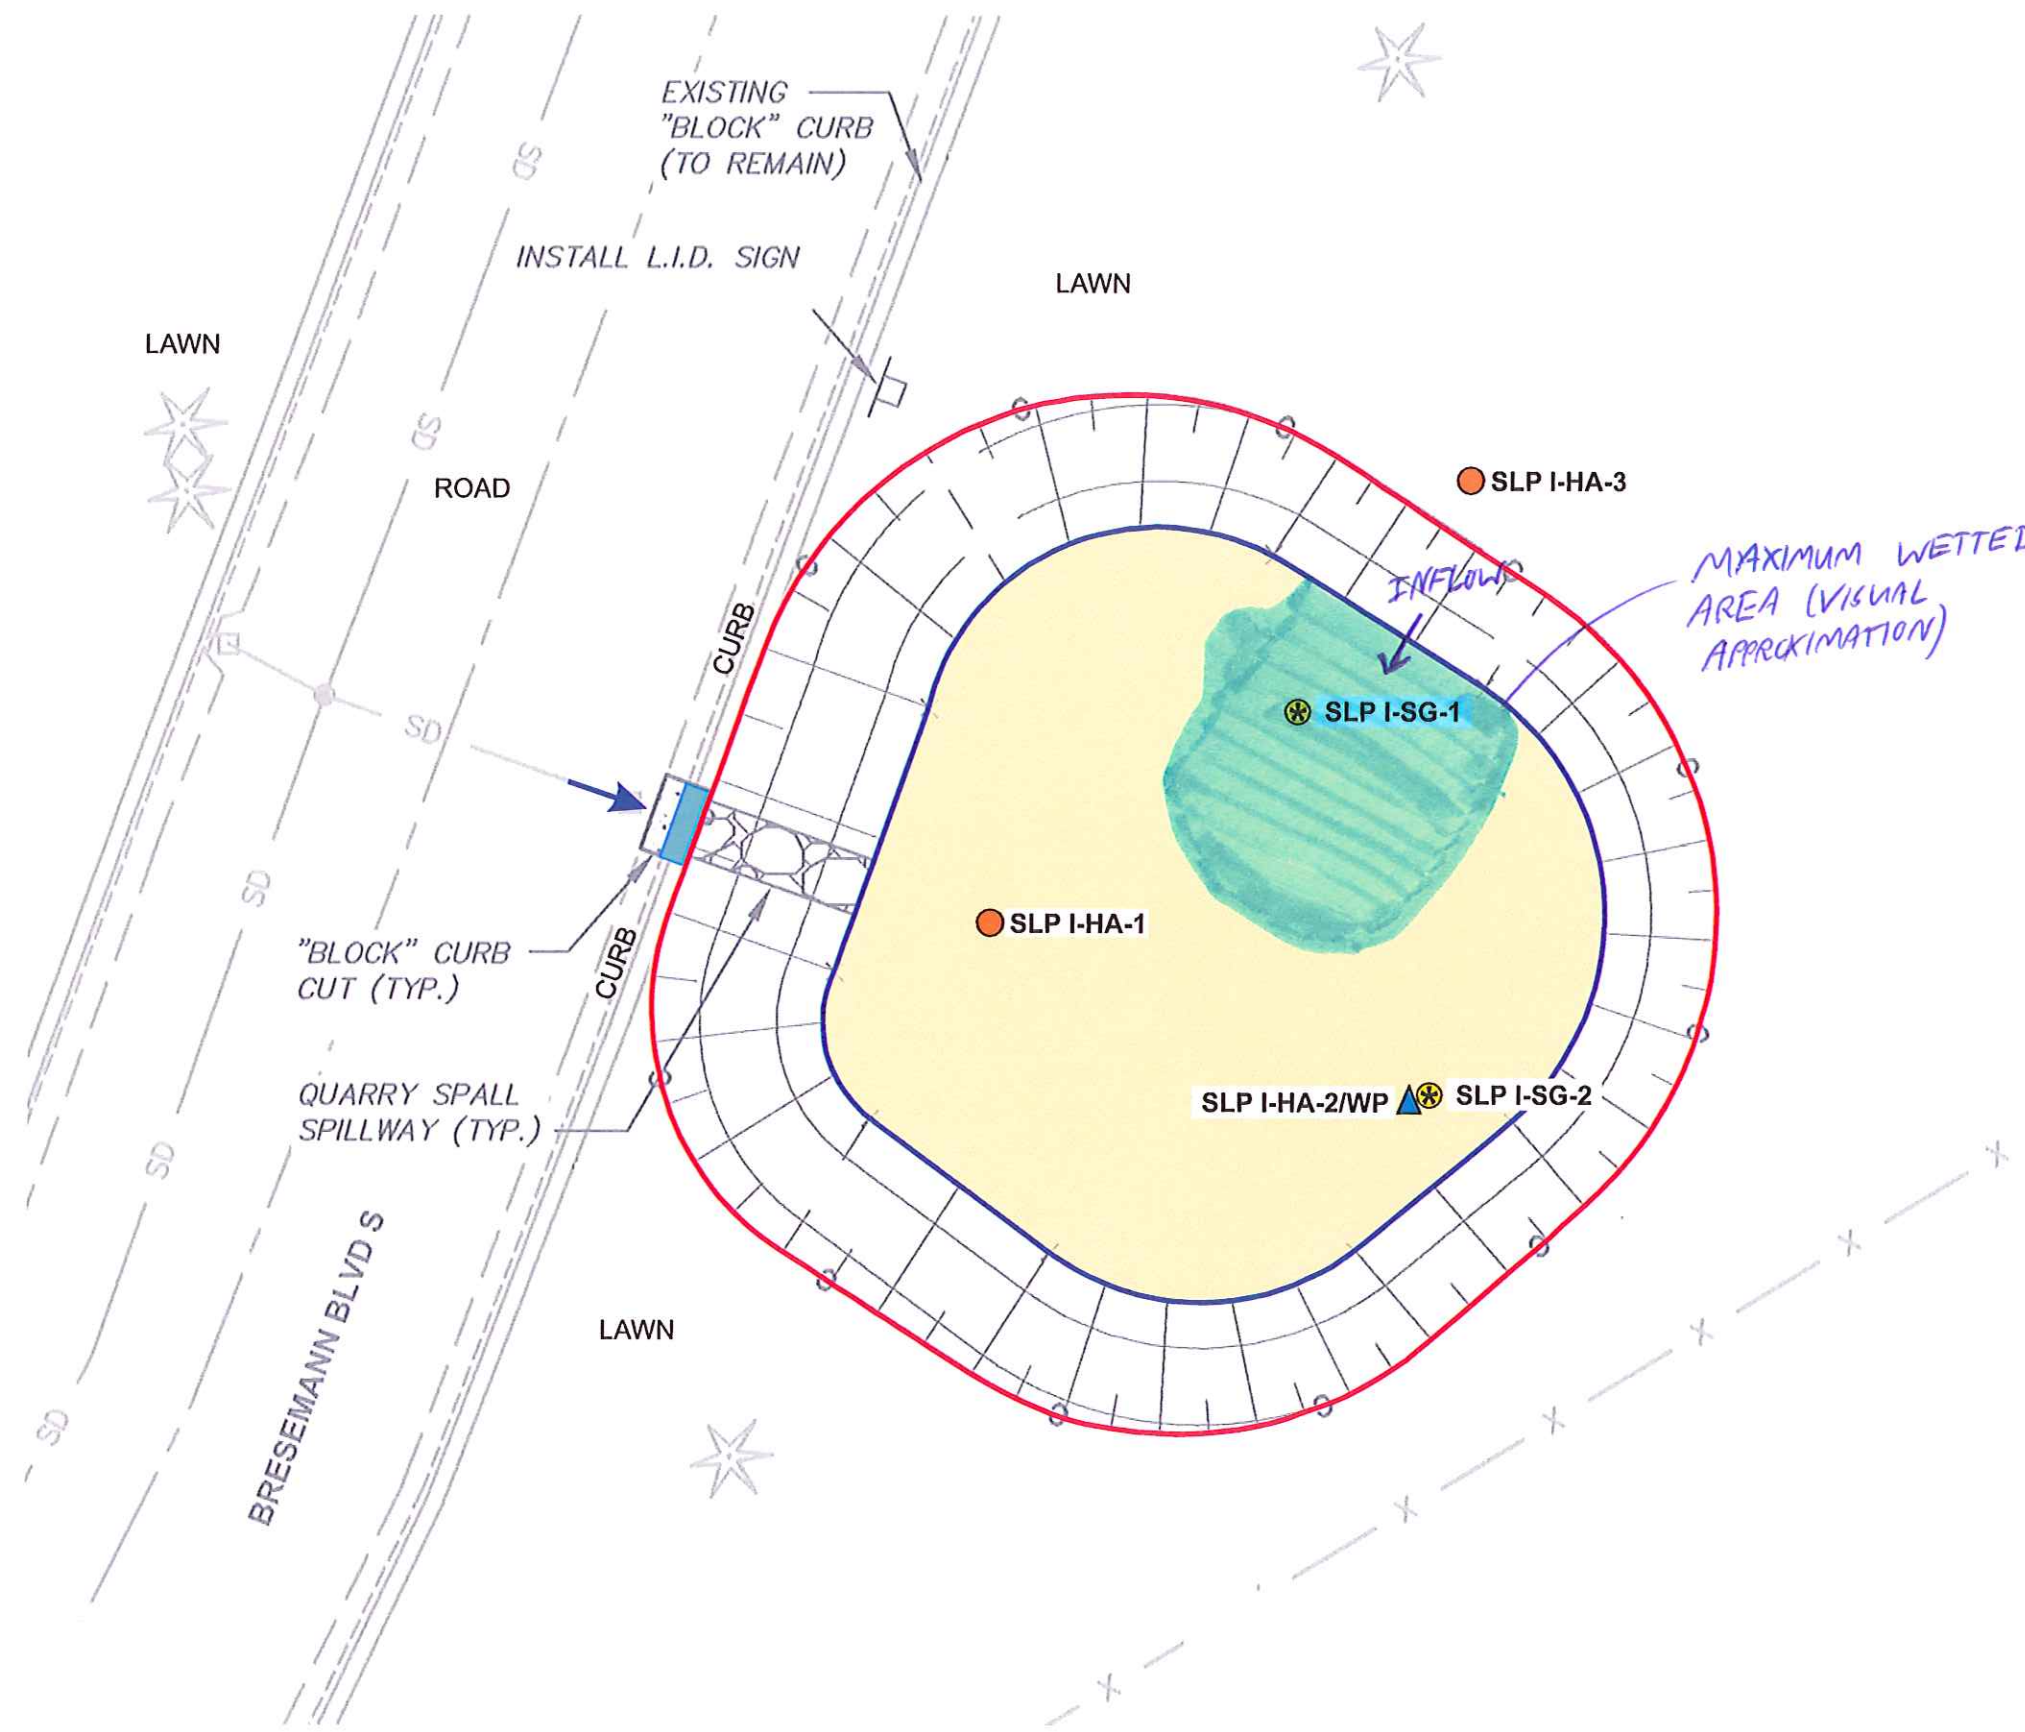 EXISTING
"BLOCK" CURB
(TO REMAIN)
SD
INSTALL L.I.D. SIGN
LAWN
LAWN
SD
ROAD
SLP I-HA-3
INFLOW
MAXIMUM WETTED
AREA (VISUAL
APPROXIMATION)
CURB
SD
SLP I-SG-1
SD
SLP I-HA-1
"BLOCK" CURB
CUT (TYP.)
CURB
QUARRY SPALL
SPILLWAY (TYP.)
SLP I-HA-2/WP
SLP I-SG-2
SD
BRESEMANN BLVD S
LAWN
SD